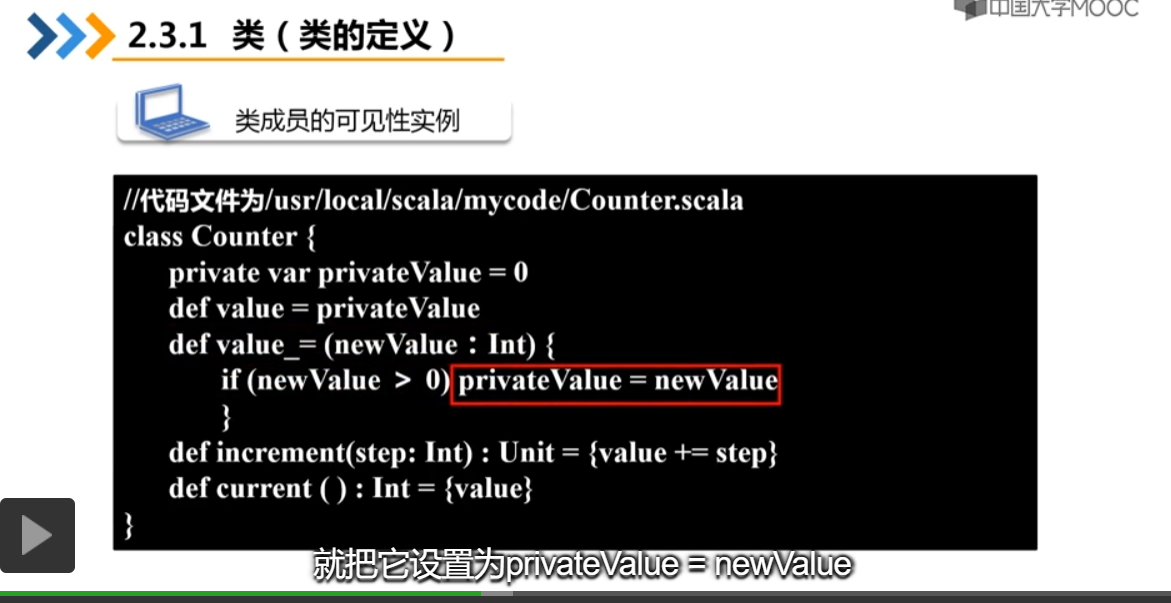 中国大学MOOC
2.3.1 类（类的定义）
类成员的可见性实例
//代码文件为/usr/local/scala/mycode/Counter.scala
class Counter {
private var privateValue = 0
def value = privateValue
def value_= (newValue：Int) {
if (newValue > 0) privateValue = newValue
}
def increment(step: Int) : Unit = {value += step}
def current ( ) : Int = {value}
}
就把它设置为privateValue = newValue